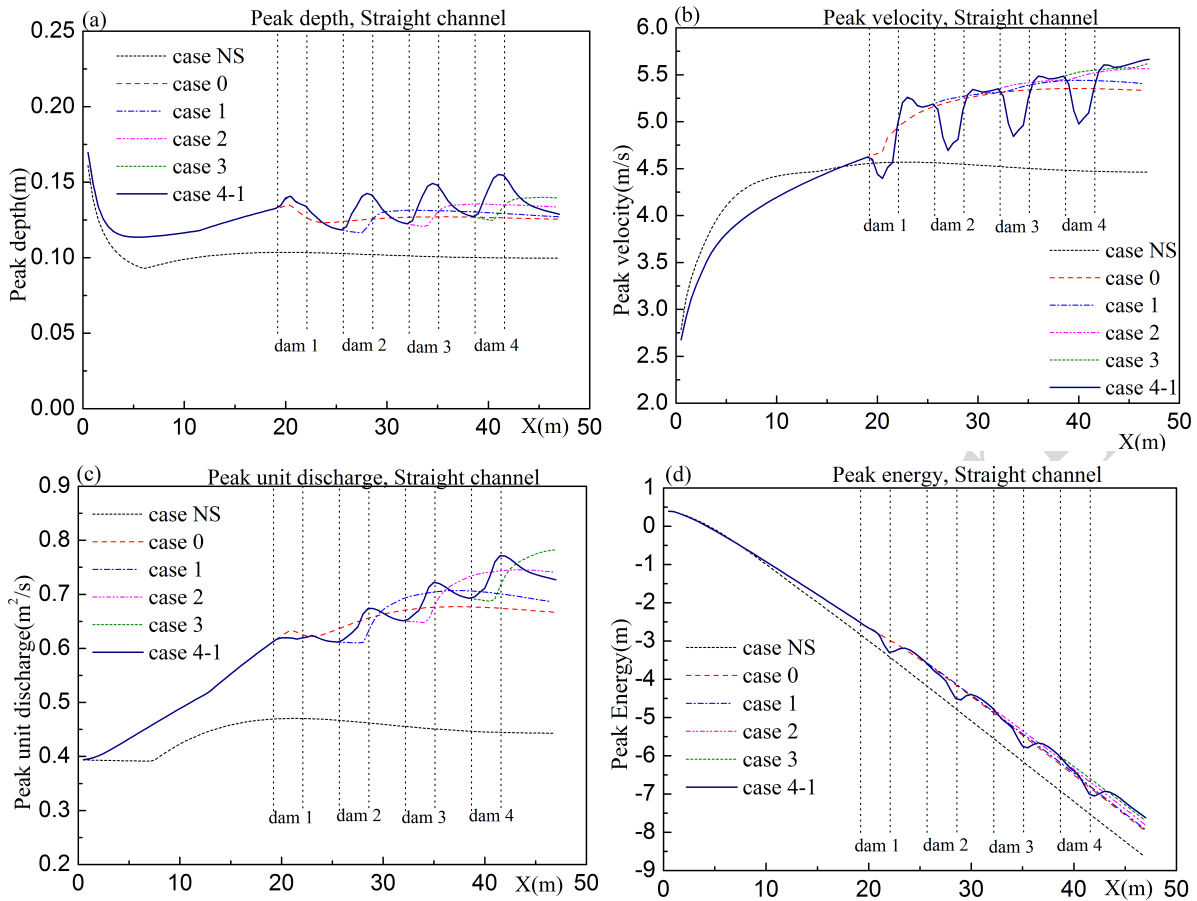 (a)
Peak depth, Straight channel
0.25
0.20
0.15
0.10
0.05
0.00
Peak depth(m)
case NS
case 0
case 1
case 2
case 3
case 4-1
dam 1
dam 2
dam 3
dam 4
0
10
20
30
40
50
X(m)
(b)
Peak velocity, Straight channel
6.0
5.5
5.0
4.5
4.0
3.5
3.0
2.5
2.0
Peak velocity(m/s)
dam 1
dam 2
dam 3
dam 4
case NS
case 0
case 1
case 2
case 3
case 4-1
0
10
20
30
40
50
X(m)
(c)
Peak unit discharge, Straight channel
0.9
0.8
0.7
0.6
0.5
0.4
0.3
0.2
Peak unit discharge(m²/s)
case NS
case 0
case 1
case 2
case 3
case 4-1
dam 1
dam 2
dam 3
dam 4
0
10
20
30
40
50
X(m)
(d)
Peak energy, Straight channel
1
0
-1
-2
-3
-4
-5
-6
-7
-8
-9
Peak Energy(m)
case NS
case 0
case 1
case 2
case 3
case 4-1
dam 1
dam 2
dam 3
dam 4
0
10
20
30
40
50
X(m)